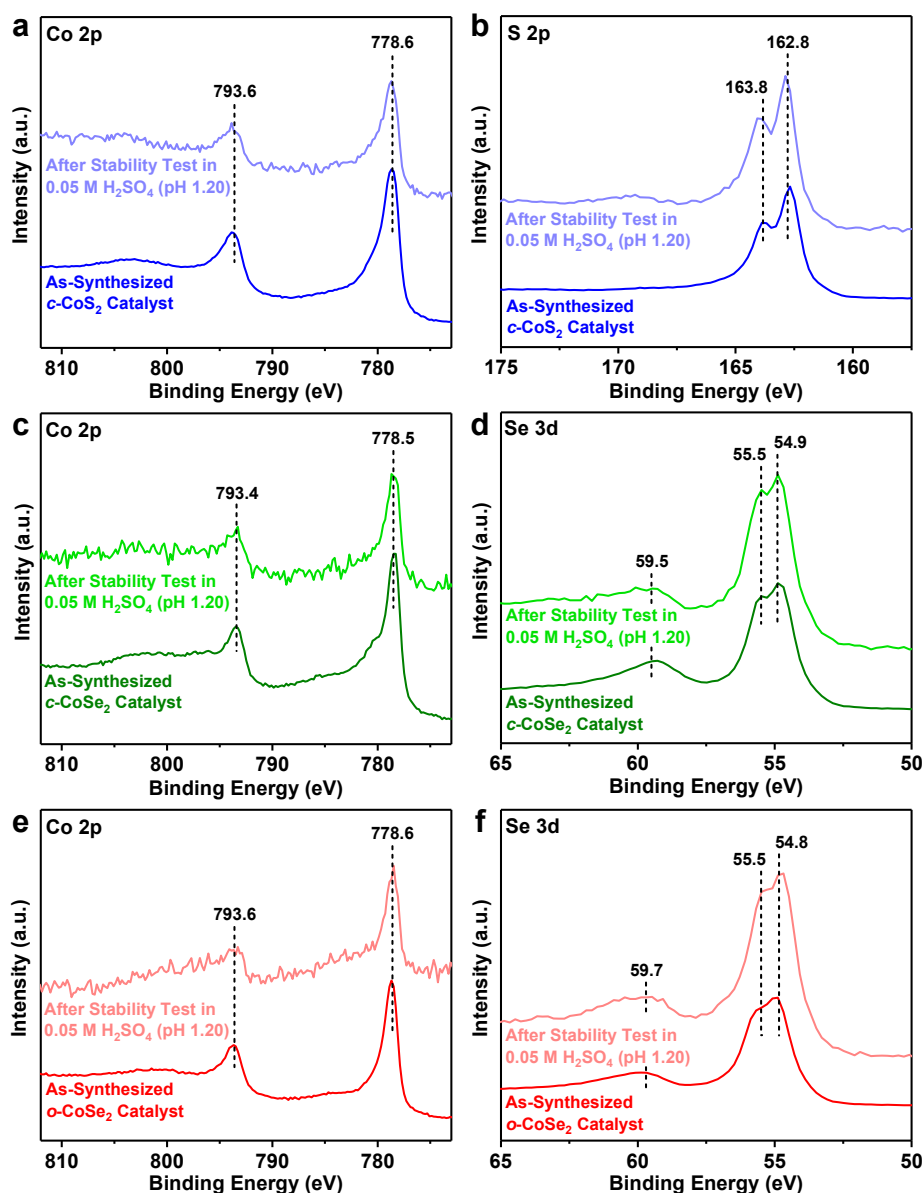 a
Co 2p
778.6
793.6
After Stability Test in
0.05 M H₂SO₄ (pH 1.20)
As-Synthesized
c-CoS₂ Catalyst
Intensity (a.u.)
810 800 790 780
Binding Energy (eV)
b
S 2p
162.8
163.8
After Stability Test in
0.05 M H₂SO₄ (pH 1.20)
As-Synthesized
c-CoS₂ Catalyst
Intensity (a.u.)
175 170 165 160
Binding Energy (eV)
c
Co 2p
778.5
793.4
After Stability Test in
0.05 M H₂SO₄ (pH 1.20)
As-Synthesized
c-CoSe₂ Catalyst
Intensity (a.u.)
810 800 790 780
Binding Energy (eV)
d
Se 3d
55.5 54.9
59.5
After Stability Test in
0.05 M H₂SO₄ (pH 1.20)
As-Synthesized
c-CoSe₂ Catalyst
Intensity (a.u.)
65 60 55 50
Binding Energy (eV)
e
Co 2p
778.6
793.6
After Stability Test in
0.05 M H₂SO₄ (pH 1.20)
As-Synthesized
o-CoSe₂ Catalyst
Intensity (a.u.)
810 800 790 780
Binding Energy (eV)
f
Se 3d
55.5 54.8
59.7
After Stability Test in
0.05 M H₂SO₄ (pH 1.20)
As-Synthesized
o-CoSe₂ Catalyst
Intensity (a.u.)
65 60 55 50
Binding Energy (eV)